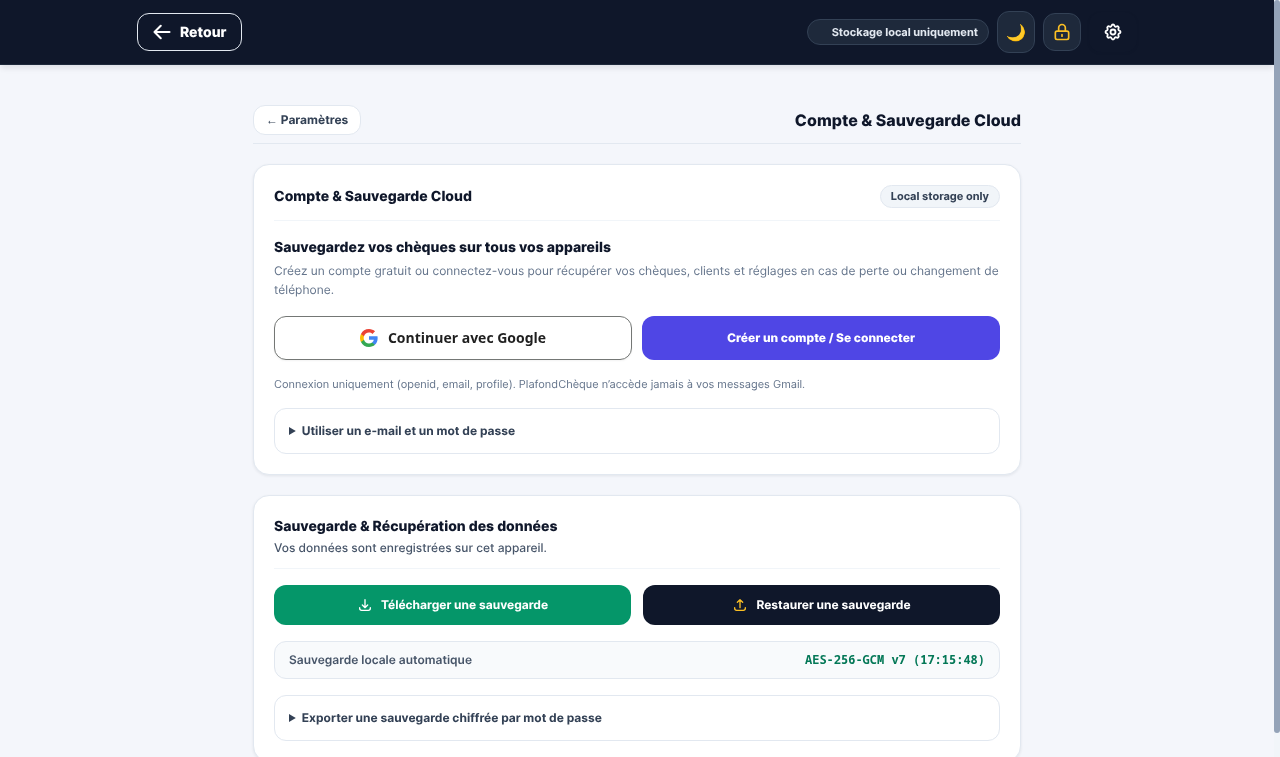 Retour
Stockage local uniquement
← Paramètres
Compte & Sauvegarde Cloud
Compte & Sauvegarde Cloud
Local storage only
Sauvegardez vos chèques sur tous vos appareils
Créez un compte gratuit ou connectez-vous pour récupérer vos chèques, clients et réglages en cas de perte ou changement de
téléphone.
Continuer avec Google
Créer un compte / Se connecter
Connexion uniquement (openid, email, profile). PlafondChèque n’accède jamais à vos messages Gmail.
Utiliser un e-mail et un mot de passe
Sauvegarde & Récupération des données
Vos données sont enregistrées sur cet appareil.
Télécharger une sauvegarde
Restaurer une sauvegarde
Sauvegarde locale automatique
AES-256-GCM v7 (17:15:48)
Exporter une sauvegarde chiffrée par mot de passe